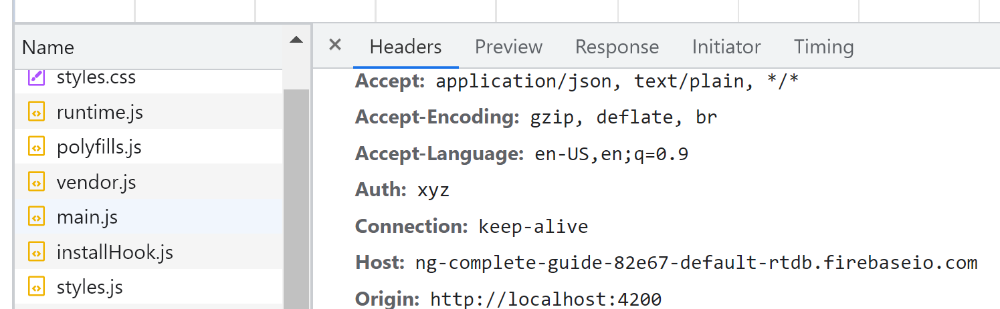 Name
styles.css
runtime.js
polyfills.js
vendor.js
main.js
installHook.js
styles.js
Headers Preview Response Initiator Timing
Accept: application/json, text/plain, */*
Accept-Encoding: gzip, deflate, br
Accept-Language: en-US,en;q=0.9
Auth: xyz
Connection: keep-alive
Host: ng-complete-guide-82e67-default-rtdb.firebaseio.com
Origin: http://localhost:4200